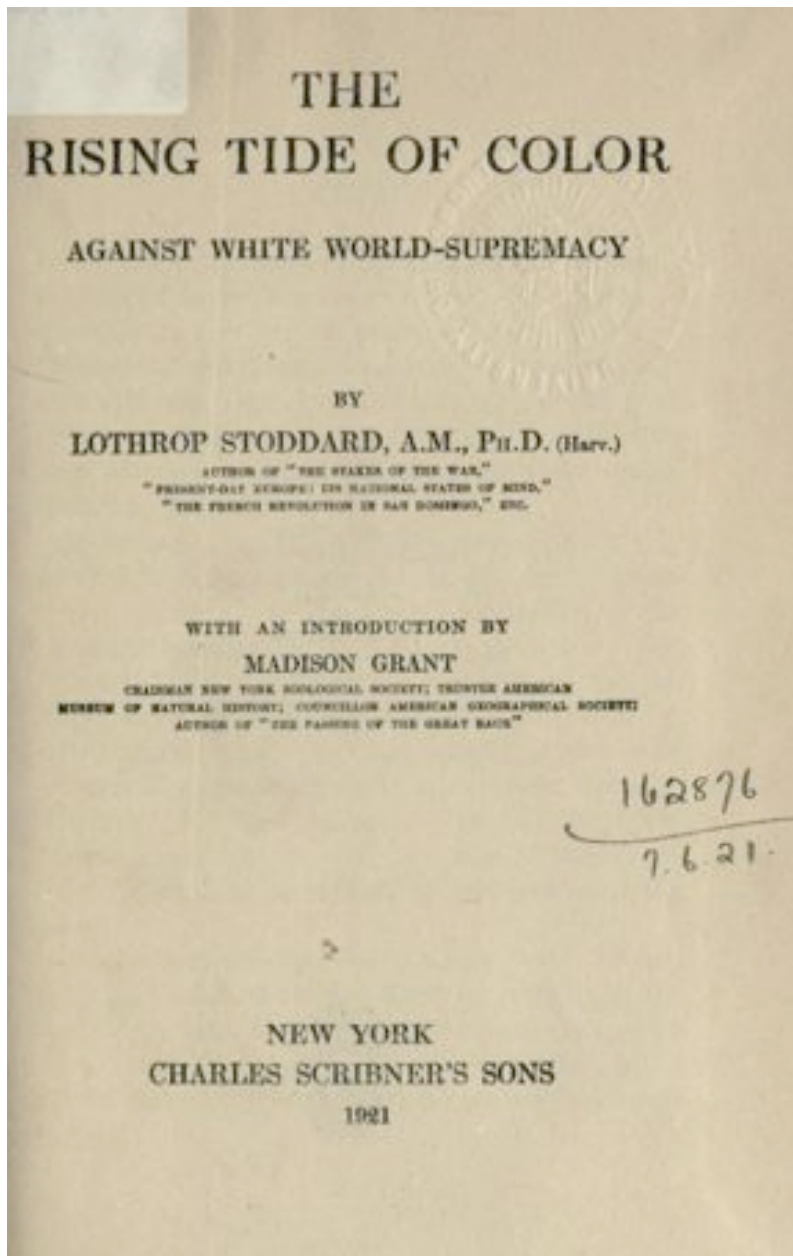 THE
RISING TIDE OF COLOR
AGAINST WHITE WORLD-SUPREMACY
BY
LOTHROP STODDARD, A.M., PH.D. (Harv.)
AUTHOR OF "THE STAKES OF THE WAR,"
"PRESENT-DAY EUROPE: ITS NATIONAL STATES OF MIND,"
"THE FRENCH REVOLUTION IN SAN DOMINGO," ETC.
WITH AN INTRODUCTION BY
MADISON GRANT
CHAIRMAN NEW YORK ZOOLOGICAL SOCIETY; TRUSTEE AMERICAN
MUSEUM OF NATURAL HISTORY; COUNCILLOR AMERICAN GEOGRAPHICAL SOCIETY;
AUTHOR OF "THE PASSING OF THE GREAT RACE"
162876
7.6.21.
NEW YORK
CHARLES SCRIBNER'S SONS
1921